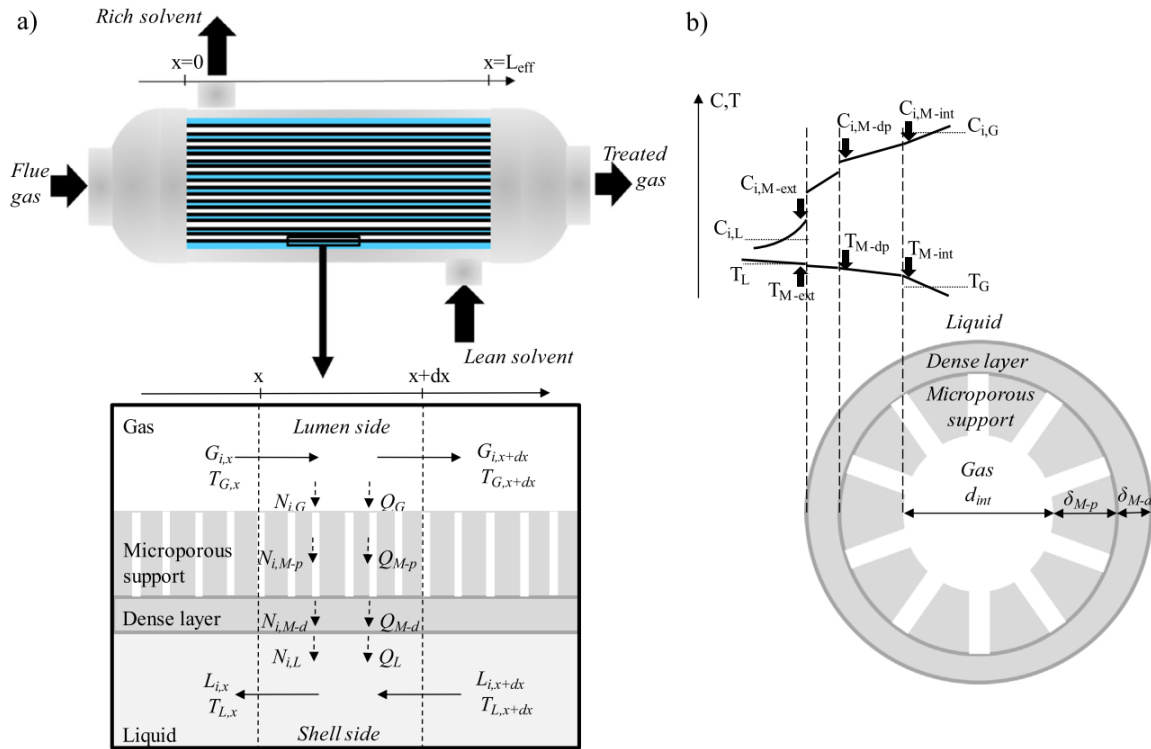 a)
Rich solvent
x=0
x=L_eff
Flue gas
Treated gas
Lean solvent
x
x+dx
Gas
Lumen side
G_i,x
T_G,x
G_i,x+dx
T_G,x+dx
N_i,G
Q_G
Microporous support
N_i,M-p
Q_M-p
Dense layer
N_i,M-d
Q_M-d
N_i,L
Q_L
L_i,x
T_L,x
L_i,x+dx
T_L,x+dx
Liquid
Shell side
b)
C,T
C_i,M-ext
C_i,M-dp
C_i,M-int
C_i,G
C_i,L
T_L
T_M-ext
T_M-dp
T_M-int
T_G
Liquid
Dense layer
Microporous
support
Gas
d_int
δ_M-p
δ_M-d